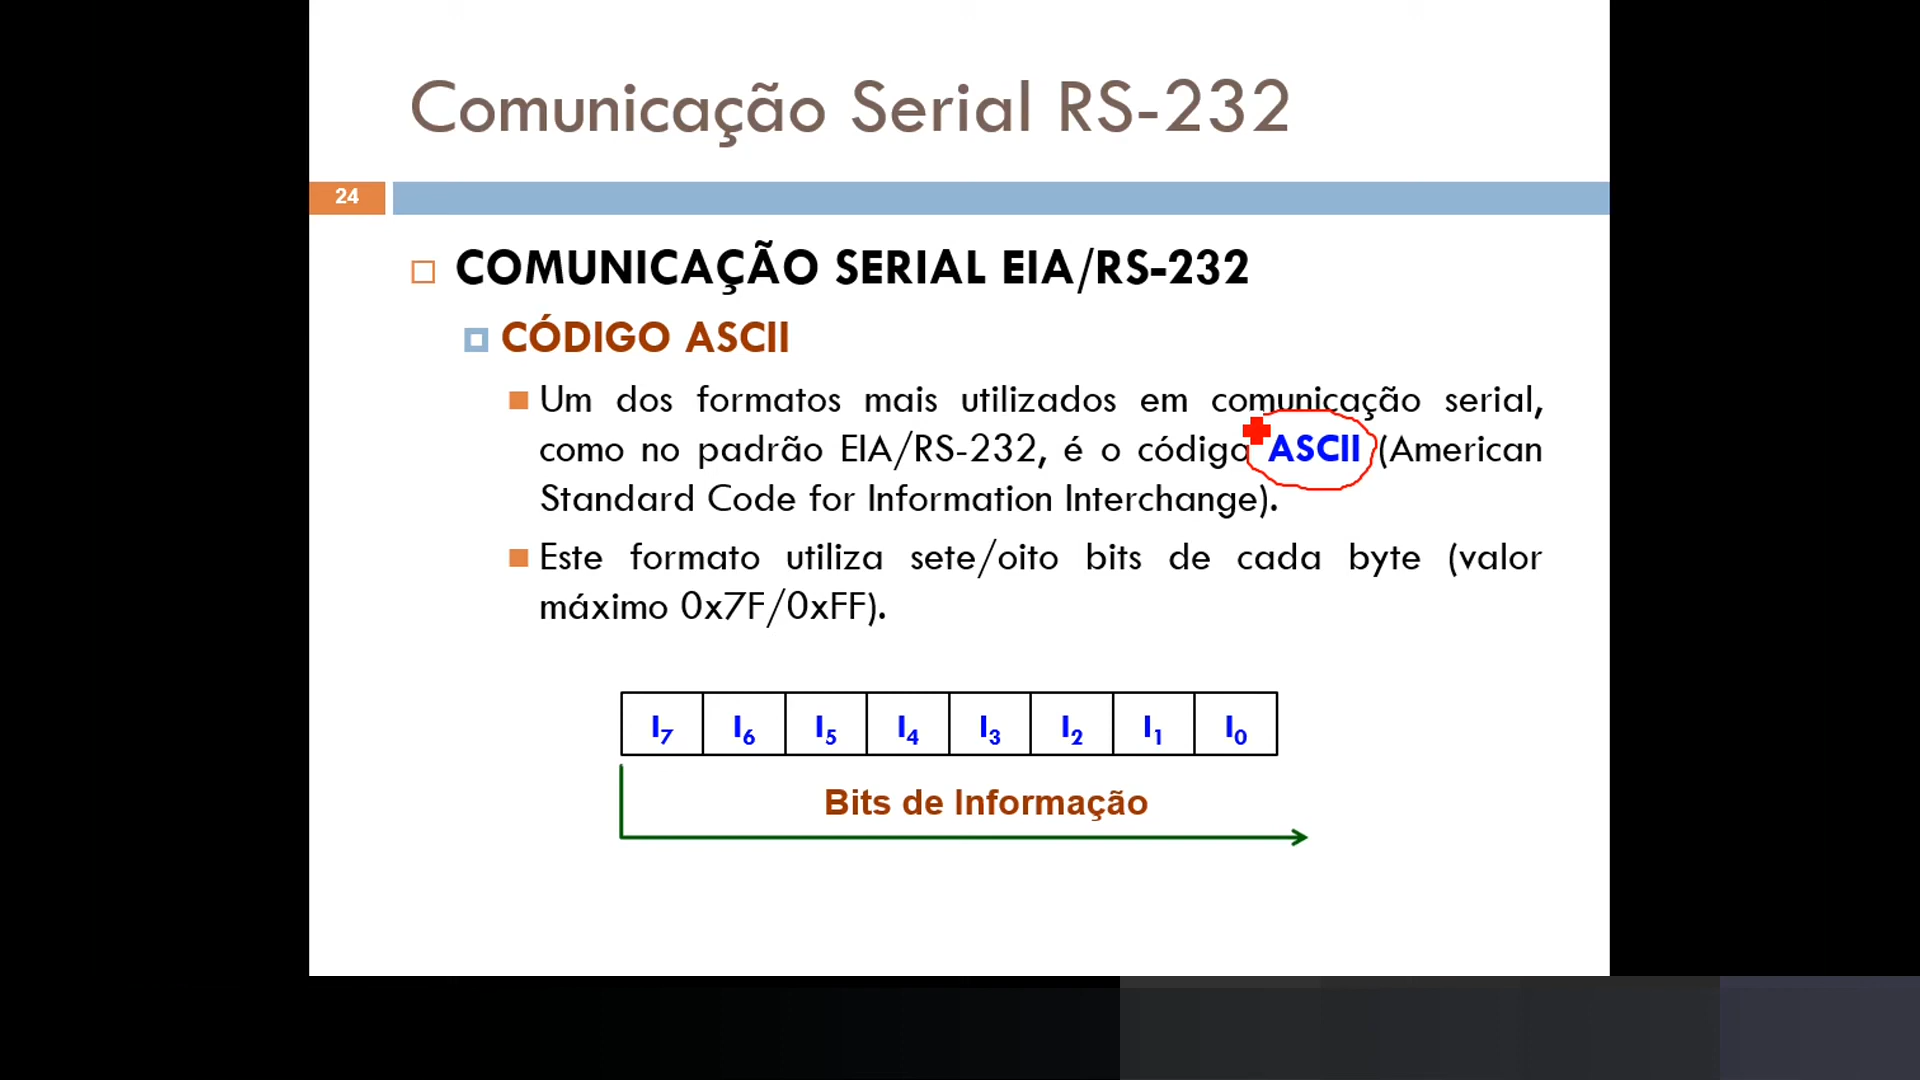 Comunicação Serial RS-232
24
COMUNICAÇÃO SERIAL EIA/RS-232
CÓDIGO ASCII
Um dos formatos mais utilizados em comunicação serial,
como no padrão EIA/RS-232, é o código ASCII (American
Standard Code for Information Interchange).
Este formato utiliza sete/oito bits de cada byte (valor
máximo 0x7F/0xFF).
I7 I6 I5 I4 I3 I2 I1 I0
Bits de Informação